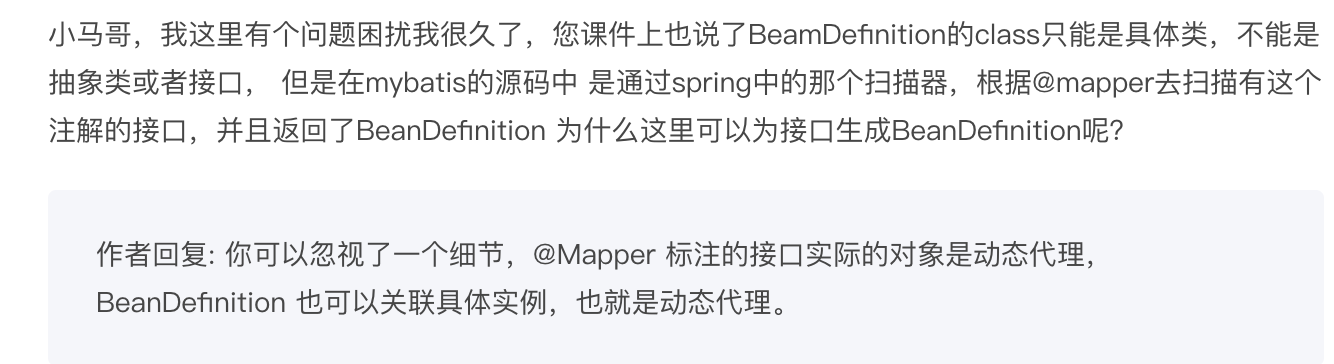 小马哥，我这里有个问题困扰我很久了，您课件上也说了BeamDefinition的class只能是具体类，不能是
抽象类或者接口， 但是在mybatis的源码中 是通过spring中的那个扫描器，根据@mapper去扫描有这个
注解的接口，并且返回了BeanDefinition 为什么这里可以为接口生成BeanDefinition呢？
作者回复: 你可以忽视了一个细节，@Mapper 标注的接口实际的对象是动态代理，
BeanDefinition 也可以关联具体实例，也就是动态代理。